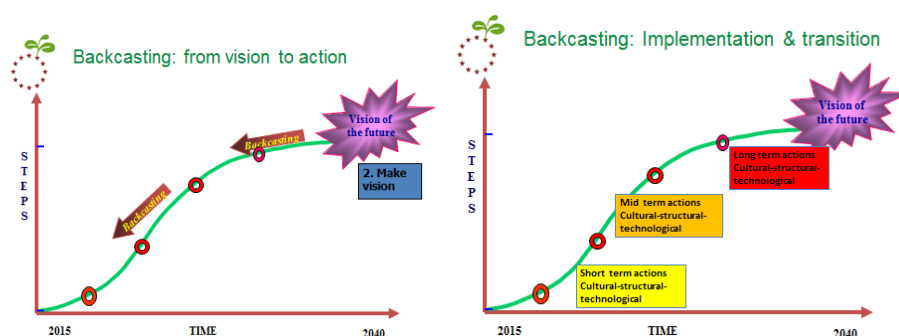 Backcasting: from vision to action
Vision of
the future
Backcasting
2. Make
vision
Backcasting
STEPS
2015
TIME
2040
Backcasting: Implementation & transition
Vision of
the future
Long term actions
Cultural-structural-
technological
Mid term actions
Cultural-structural-
technological
Short term actions
Cultural-structural-
technological
STEPS
2015
TIME
2040